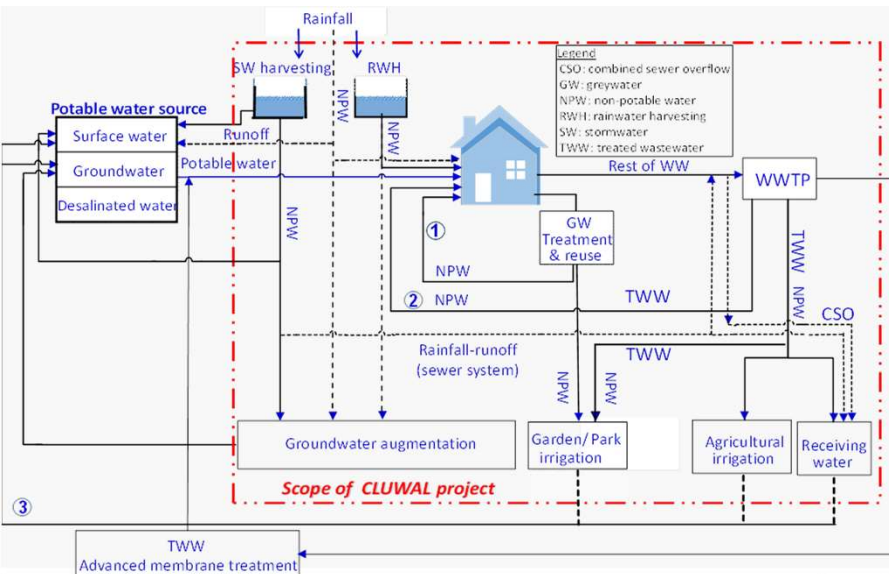 Rainfall
SW harvesting
RWH
Legend
CSO: combined sewer overflow
GW: greywater
NPW: non-potable water
RWH: rainwater harvesting
SW: stormwater
TWW: treated wastewater
Potable water source
Surface water
Groundwater
Desalinated water
Runoff
Potable water
NPW
NPW
NPW
Rest of WW
WWTP
GW
Treatment
& reuse
1
NPW
2 NPW
TWW
TWW
NPW
CSO
Rainfall-runoff
(sewer system)
TWW
NPW
NPW
Groundwater augmentation
Garden/ Park
irrigation
Agricultural
irrigation
Receiving
water
Scope of CLUWAL project
3
TWW
Advanced membrane treatment